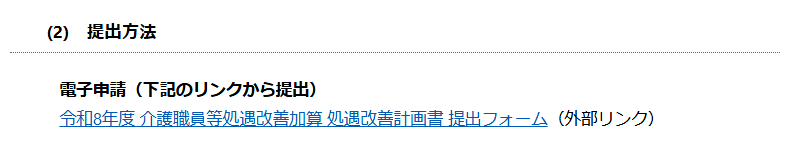 (2) 提出方法
電子申請（下記のリンクから提出）
令和8年度 介護職員等処遇改善加算 処遇改善計画書 提出フォーム（外部リンク）